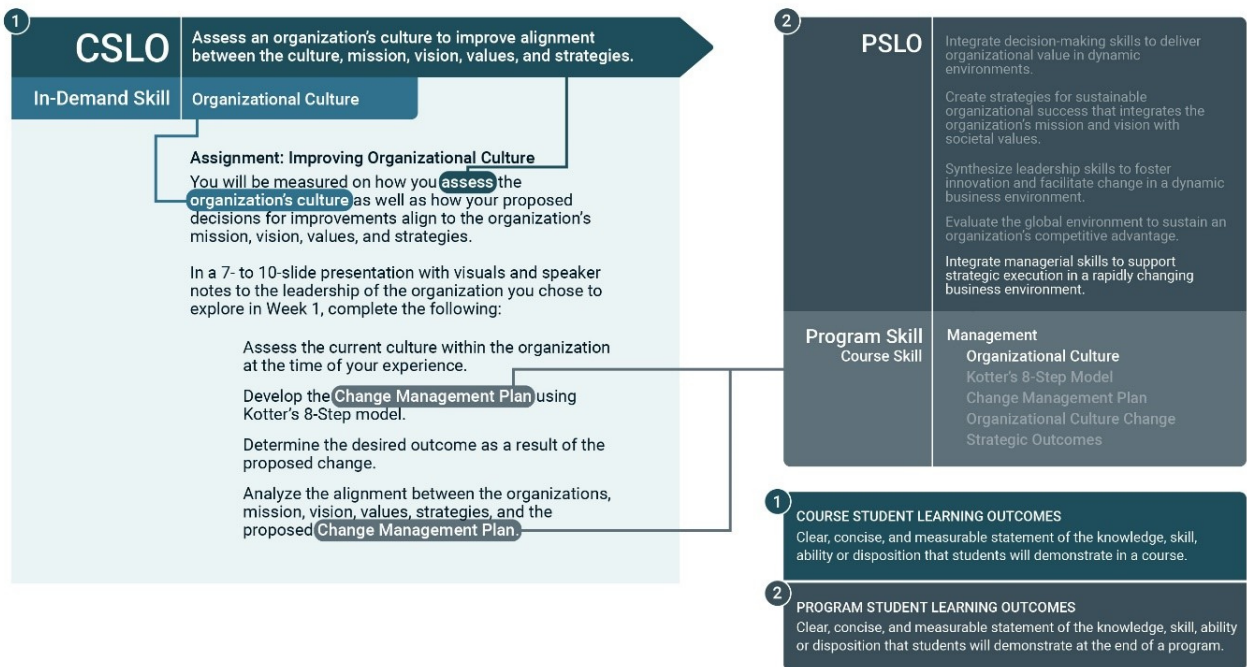 1
CSLO
Assess an organization's culture to improve alignment
between the culture, mission, vision, values, and strategies.
In-Demand Skill
Organizational Culture
Assignment: Improving Organizational Culture
You will be measured on how you assess the
organization's culture as well as how your proposed
decisions for improvements align to the organization's
mission, vision, values, and strategies.
In a 7- to 10-slide presentation with visuals and speaker
notes to the leadership of the organization you chose to
explore in Week 1, complete the following:
Assess the current culture within the organization
at the time of your experience.
Develop the Change Management Plan using
Kotter's 8-Step model.
Determine the desired outcome as a result of the
proposed change.
Analyze the alignment between the organizations,
mission, vision, values, strategies, and the
proposed Change Management Plan.
2
PSLO
Integrate decision-making skills to deliver
organizational value in dynamic
environments.
Create strategies for sustainable
organizational success that integrates the
organization's mission and vision with
societal values.
Synthesize leadership skills to foster
innovation and facilitate change in a dynamic
business environment.
Evaluate the global environment to sustain an
organization's competitive advantage.
Integrate managerial skills to support
strategic execution in a rapidly changing
business environment.
Program Skill
Course Skill
Management
Organizational Culture
Kotter's 8-Step Model
Change Management Plan
Organizational Culture Change
Strategic Outcomes
1
COURSE STUDENT LEARNING OUTCOMES
Clear, concise, and measurable statement of the knowledge, skill,
ability or disposition that students will demonstrate in a course.
2
PROGRAM STUDENT LEARNING OUTCOMES
Clear, concise, and measurable statement of the knowledge, skill, ability
or disposition that students will demonstrate at the end of a program.